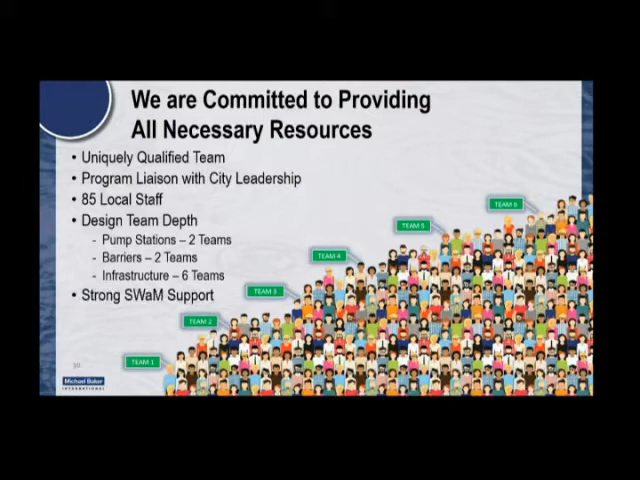 We are Committed to Providing
All Necessary Resources
• Uniquely Qualified Team
• Program Liaison with City Leadership
• 85 Local Staff
• Design Team Depth
- Pump Stations – 2 Teams
- Barriers – 2 Teams
- Infrastructure – 6 Teams
• Strong SWaM Support
TEAM 6
TEAM 5
TEAM 4
TEAM 3
TEAM 2
TEAM 1
Michael Baker
INTERNATIONAL